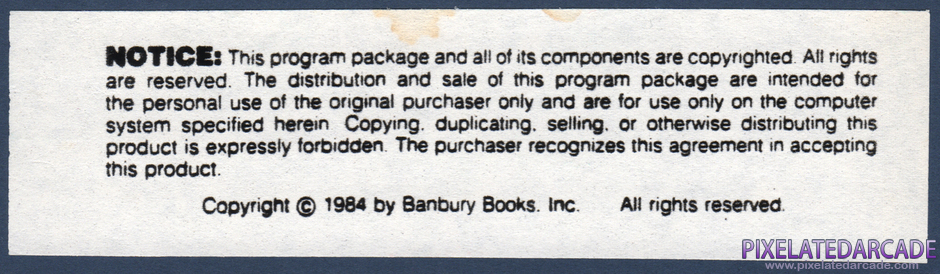 NOTICE: This program package and all of its components are copyrighted. All rights
are reserved. The distribution and sale of this program package are intended for
the personal use of the original purchaser only and are for use only on the computer
system specified herein. Copying, duplicating, selling, or otherwise distributing this
product is expressly forbidden. The purchaser recognizes this agreement in accepting
this product.
Copyright © 1984 by Banbury Books, Inc. All rights reserved.
PIXELATEDARCADE
www.pixelatedarcade.com